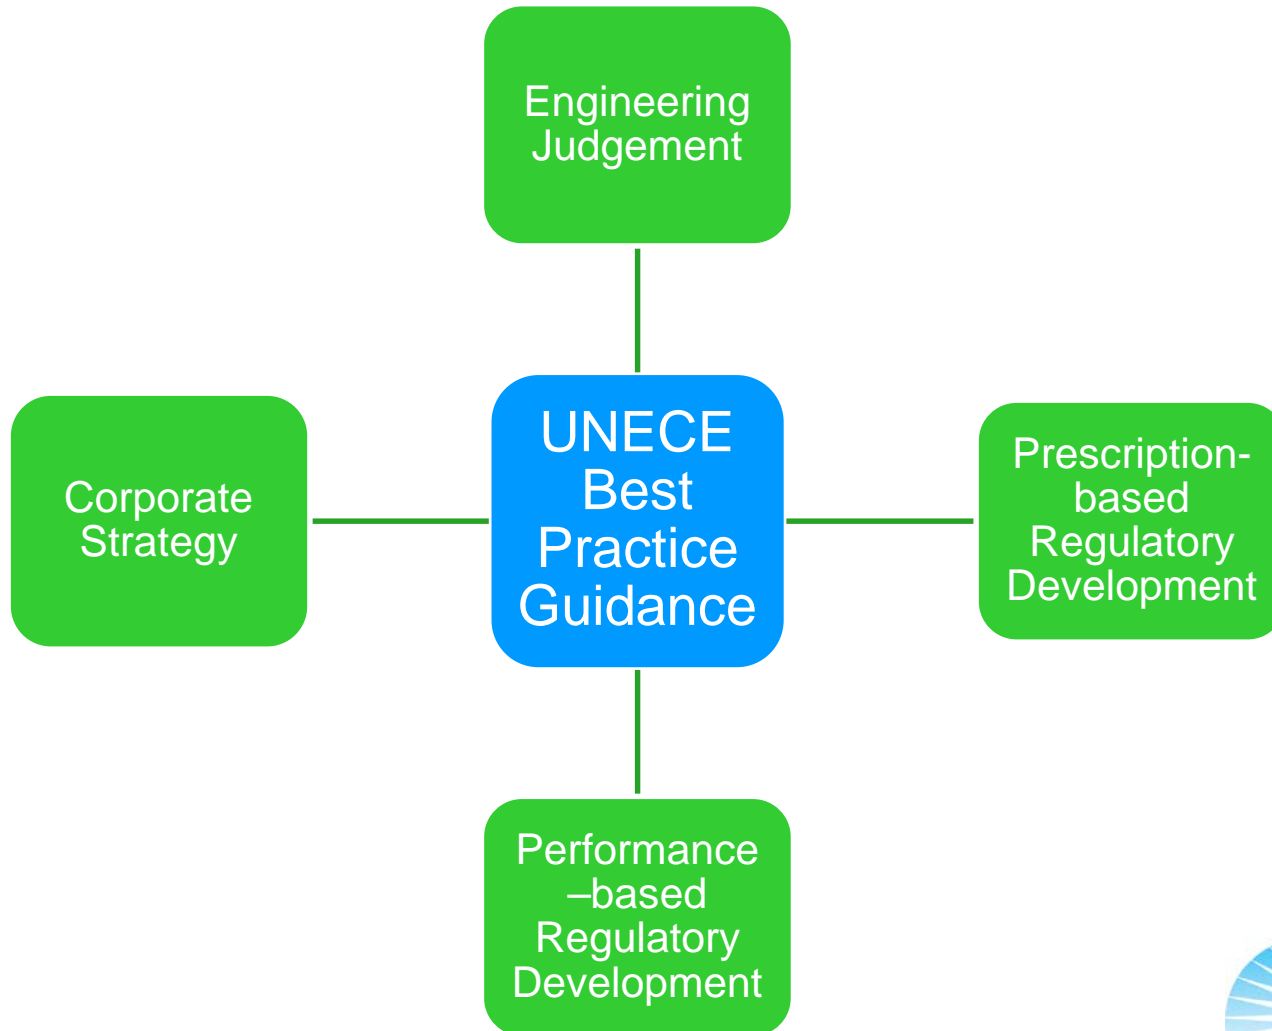 Engineering
Judgement
UNECE
Best
Practice
Guidance
Corporate
Strategy
Prescription-
based
Regulatory
Development
Performance
–based
Regulatory
Development